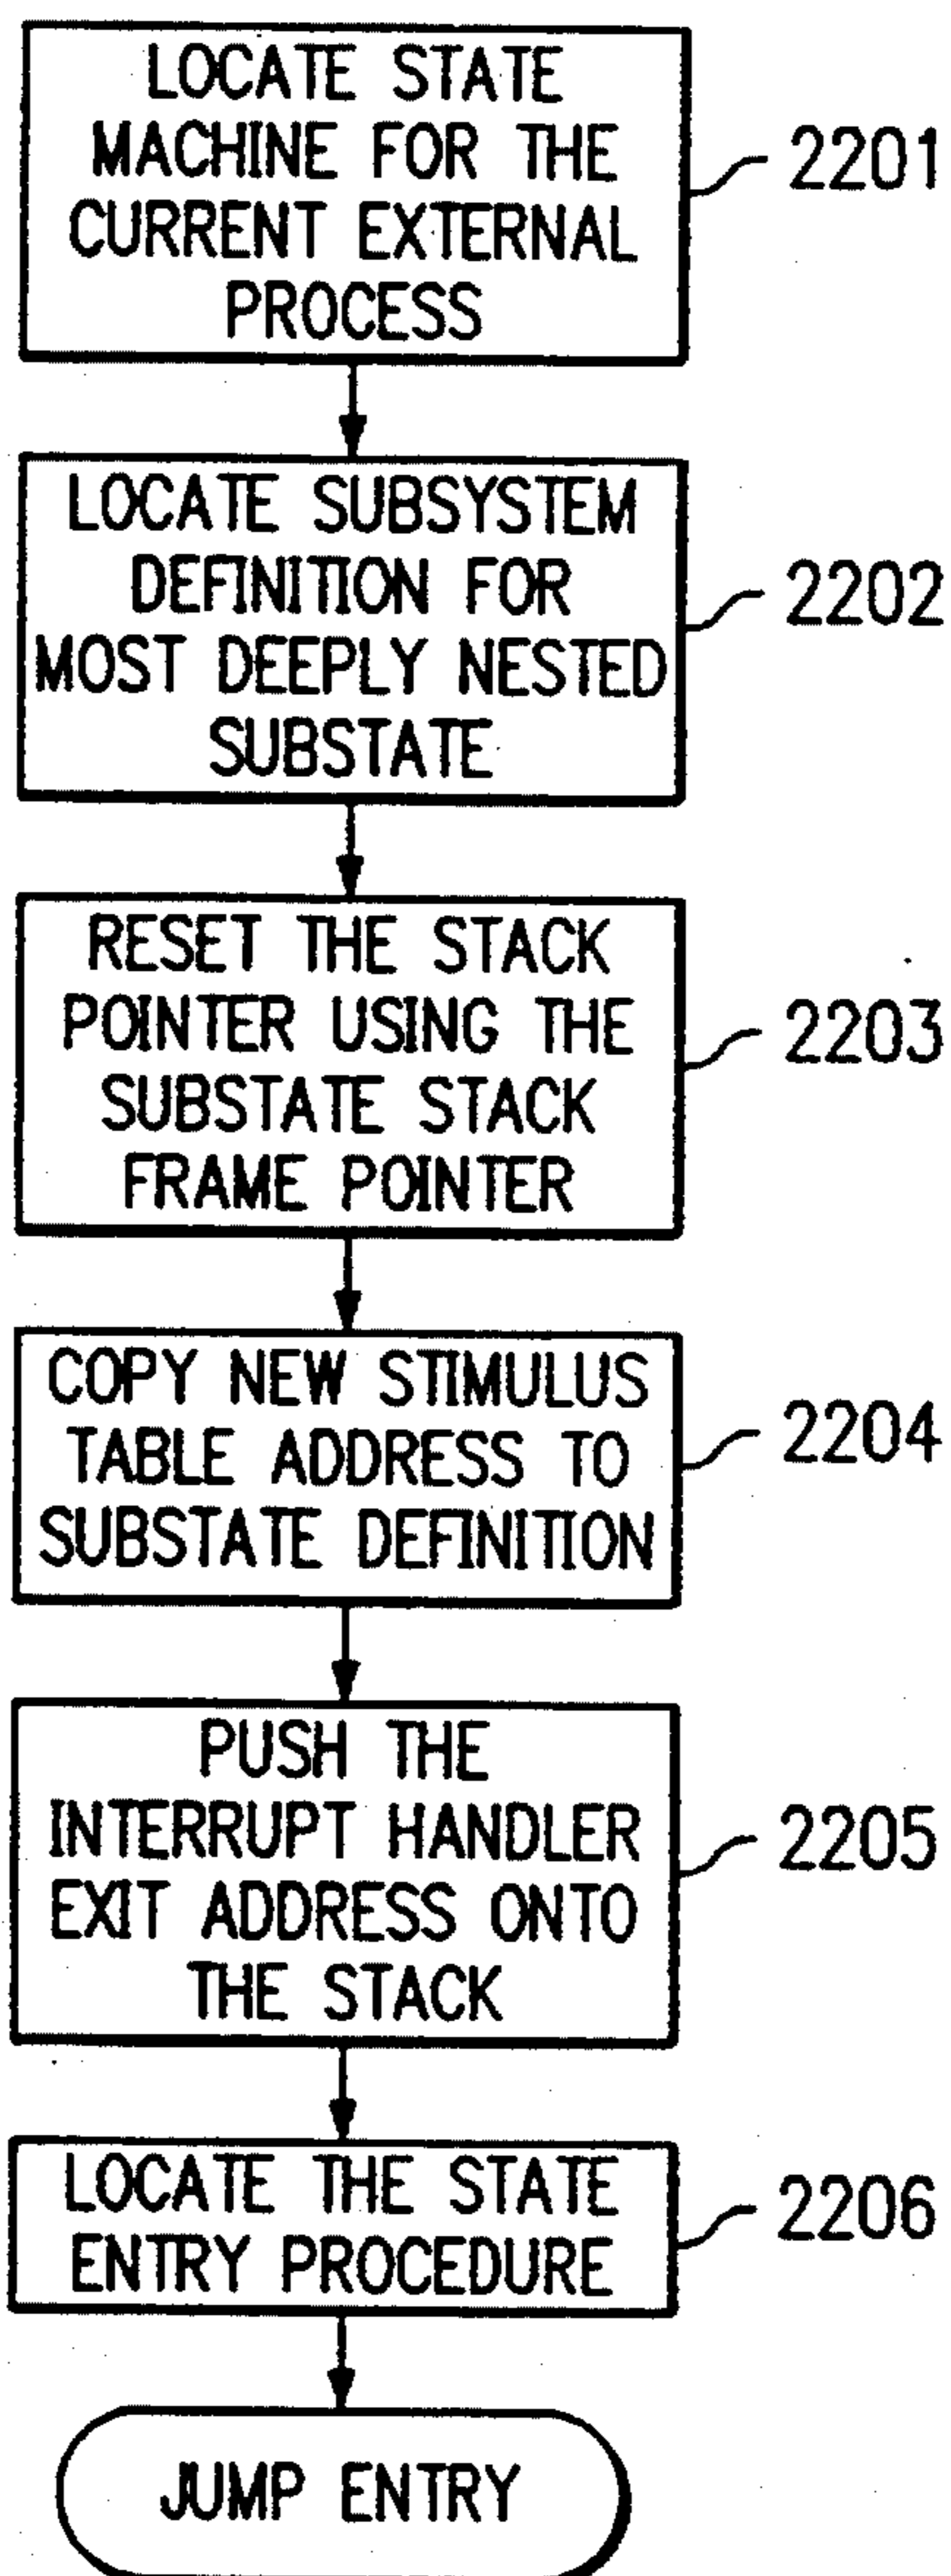 LOCATE STATE
MACHINE FOR THE
CURRENT EXTERNAL
PROCESS
2201
LOCATE SUBSYSTEM
DEFINITION FOR
MOST DEEPLY NESTED
SUBSTATE
2202
RESET THE STACK
POINTER USING THE
SUBSTATE STACK
FRAME POINTER
2203
COPY NEW STIMULUS
TABLE ADDRESS TO
SUBSTATE DEFINITION
2204
PUSH THE
INTERRUPT HANDLER
EXIT ADDRESS ONTO
THE STACK
2205
LOCATE THE STATE
ENTRY PROCEDURE
2206
JUMP ENTRY